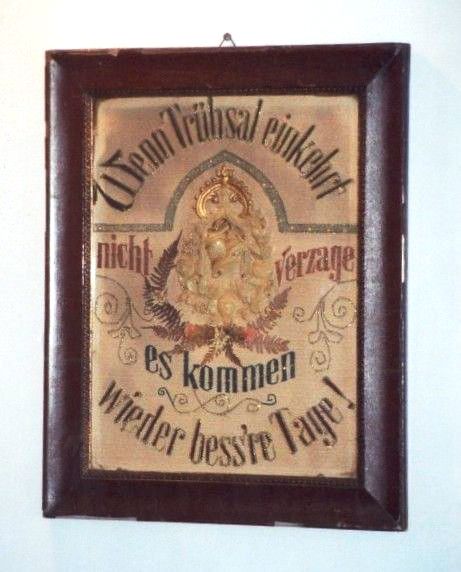 Wenn Trübsal einkehrt
nicht verzage
es kommen
wieder bess're Tage!